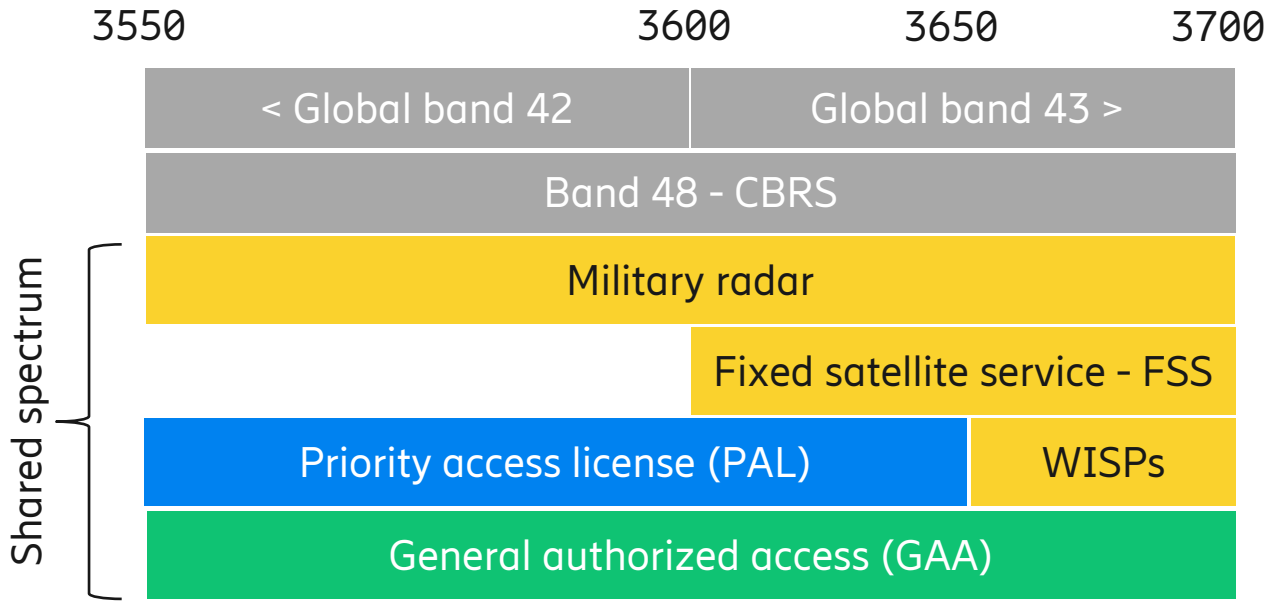 3550 3600 3650 3700
< Global band 42 Global band 43 >
Band 48 - CBRS
Military radar
Fixed satellite service - FSS
Priority access license (PAL) WISPs
General authorized access (GAA)
Shared spectrum